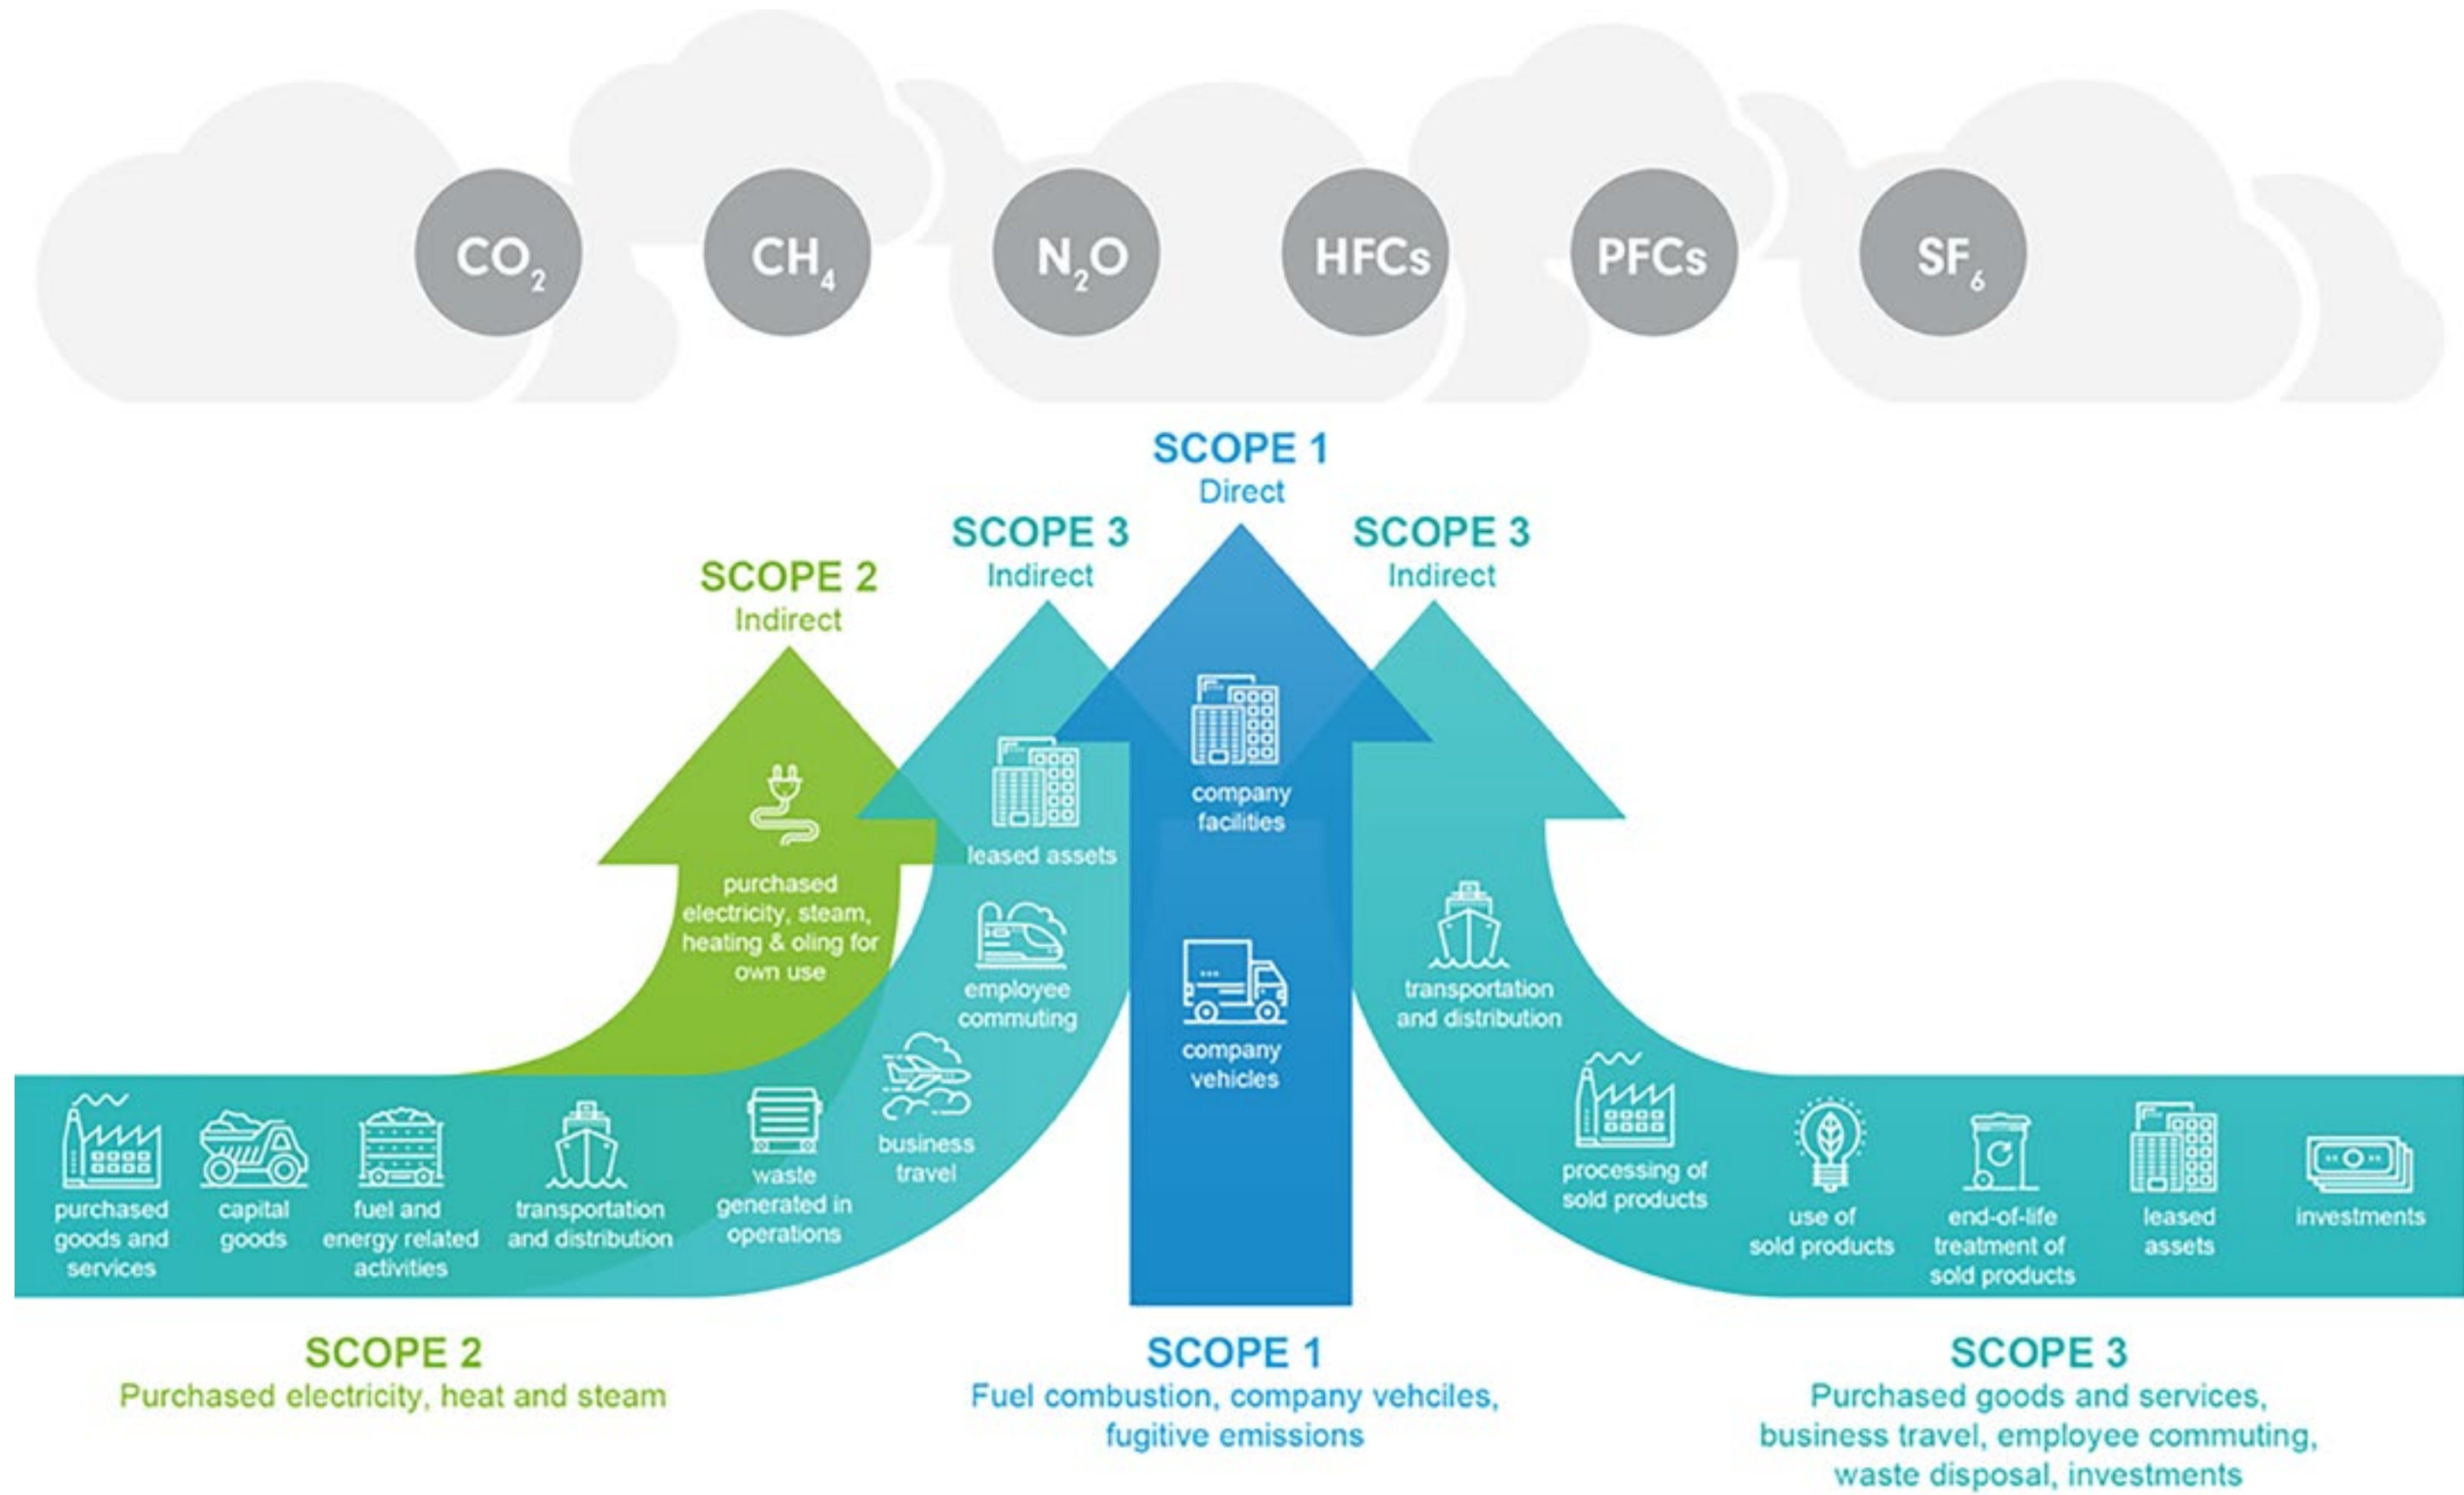 CO2
CH4
N2O
HFCs
PFCs
SF6
SCOPE 1
Direct
SCOPE 3
Indirect
SCOPE 3
Indirect
SCOPE 2
Indirect
purchased
electricity, steam,
heating & oling for
own use
leased assets
employee
commuting
business
travel
company
facilities
company
vehicles
transportation
and distribution
processing of
sold products
purchased
goods and
services
capital
goods
fuel and
energy related
activities
transportation
and distribution
waste
generated in
operations
use of
sold products
end-of-life
treatment of
sold products
leased
assets
investments
SCOPE 2
Purchased electricity, heat and steam
SCOPE 1
Fuel combustion, company vehciles,
fugitive emissions
SCOPE 3
Purchased goods and services,
business travel, employee commuting,
waste disposal, investments